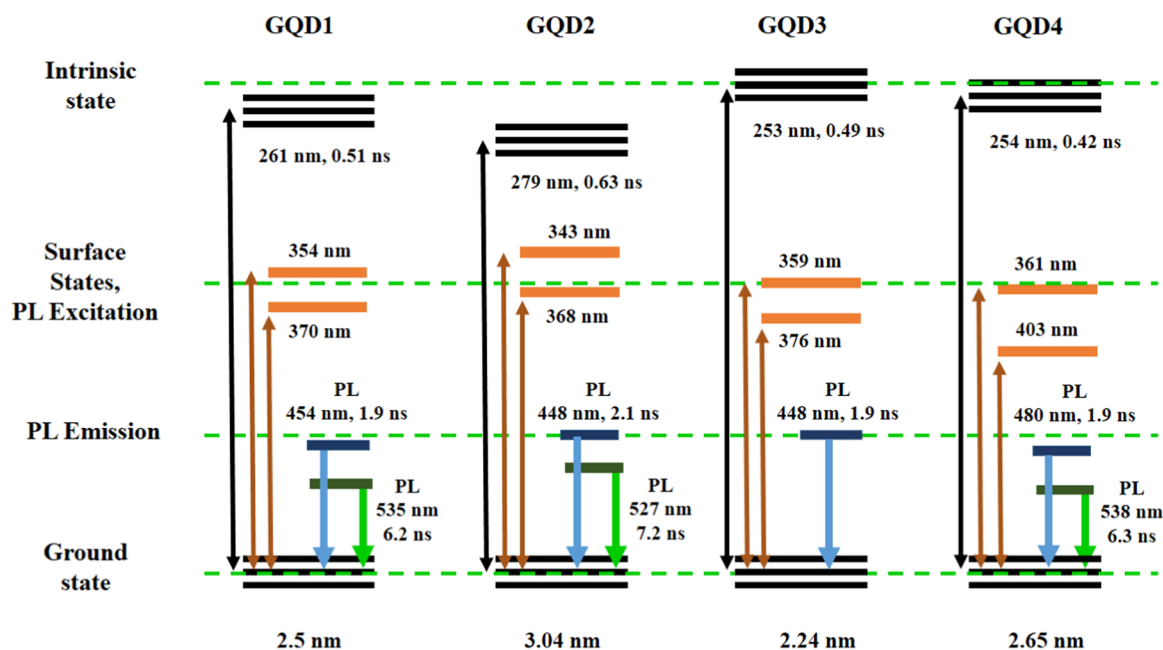 GQD1
GQD2
GQD3
GQD4
Intrinsic
state
261 nm, 0.51 ns
279 nm, 0.63 ns
253 nm, 0.49 ns
254 nm, 0.42 ns
Surface
States,
PL Excitation
354 nm
370 nm
343 nm
368 nm
359 nm
376 nm
361 nm
403 nm
PL Emission
PL
454 nm, 1.9 ns
PL
535 nm
6.2 ns
PL
448 nm, 2.1 ns
PL
527 nm
7.2 ns
PL
448 nm, 1.9 ns
PL
480 nm, 1.9 ns
PL
538 nm
6.3 ns
Ground
state
2.5 nm
3.04 nm
2.24 nm
2.65 nm